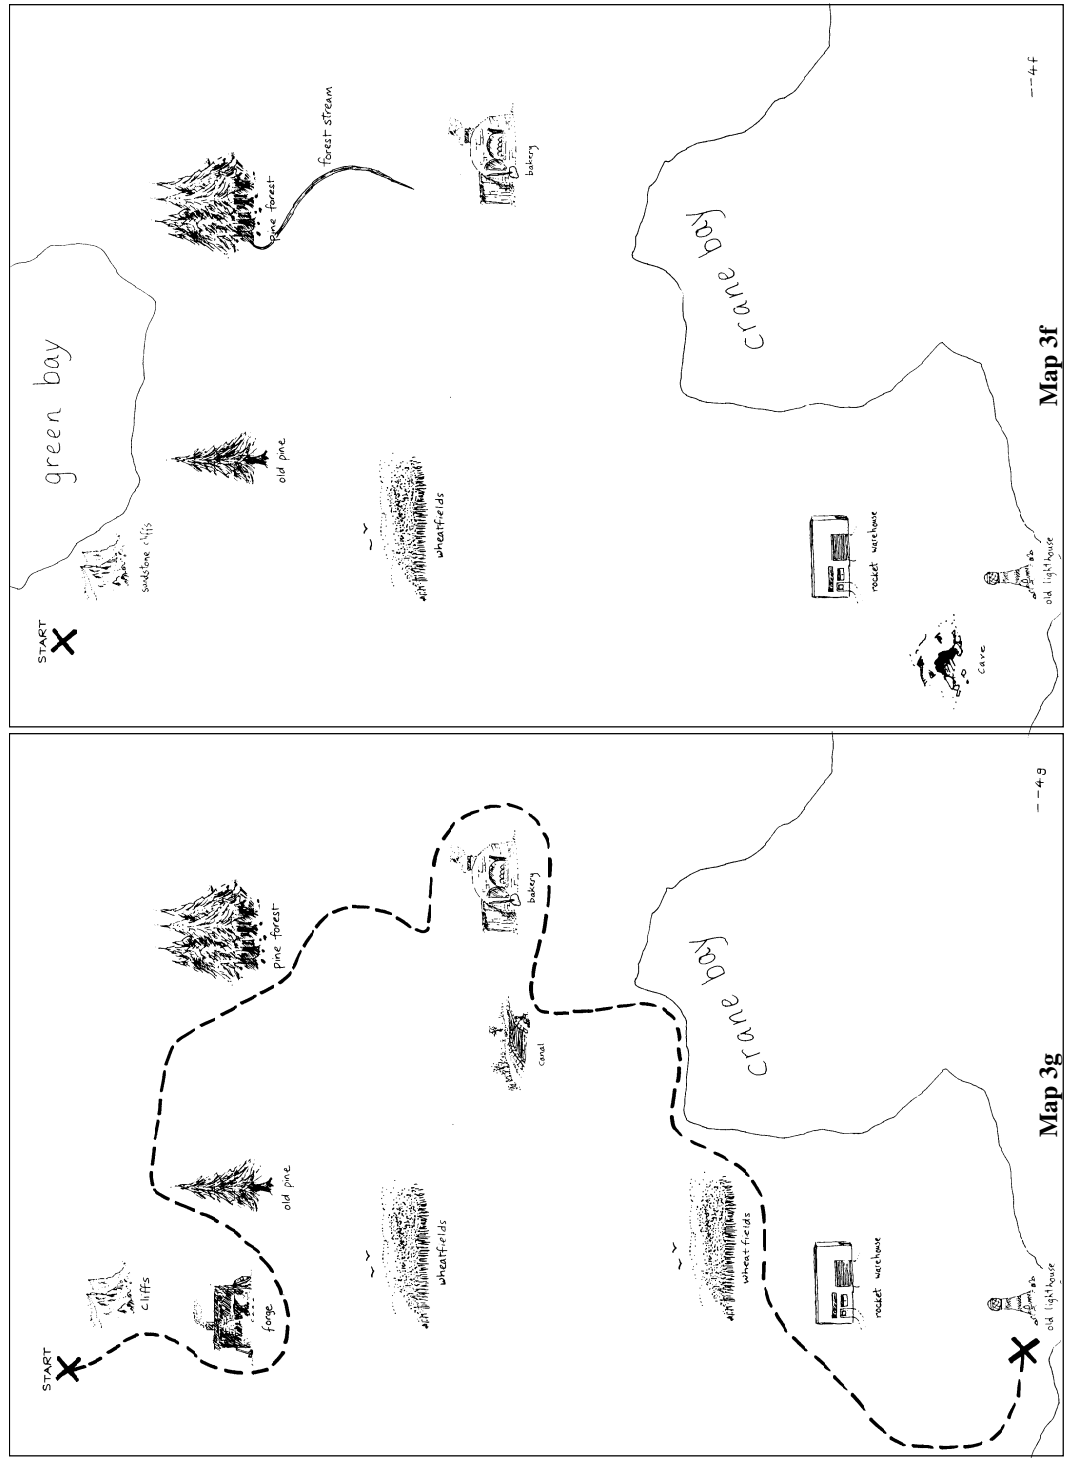 --4f
forest stream
pine forest
bakery
green bay
crane bay
old pine
sandstone cliffs
wheatfields
rocket warehouse
old lighthouse
START
cave
Map 3f
--4g
pine forest
bakery
crane bay
canal
old pine
cliffs
forge
wheatfields
wheatfields
rocket warehouse
old lighthouse
START
Map 3g